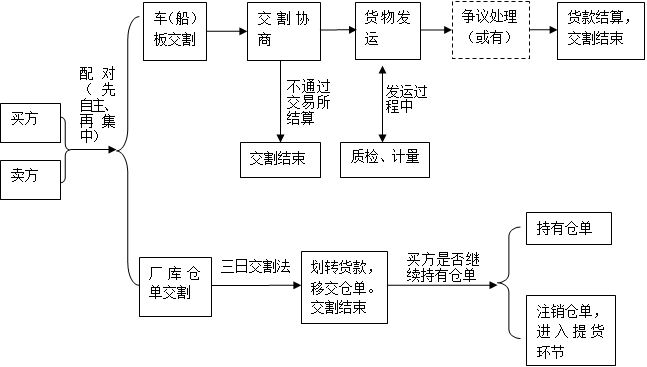 买方
卖方
配对
（先
自主、
再集
中）
车（船）
板交割
交割协
商
货物发
运
争议处理
（或有）
货款结算，
交割结束
不通过
交易所
结算
发运过
程中
交割结束
质检、计量
厂库仓
单交割
三日交割法
划转货款，
移交仓单。
交割结束
买方是否继
续持有仓单
持有仓单
注销仓单，
进入提货
环节